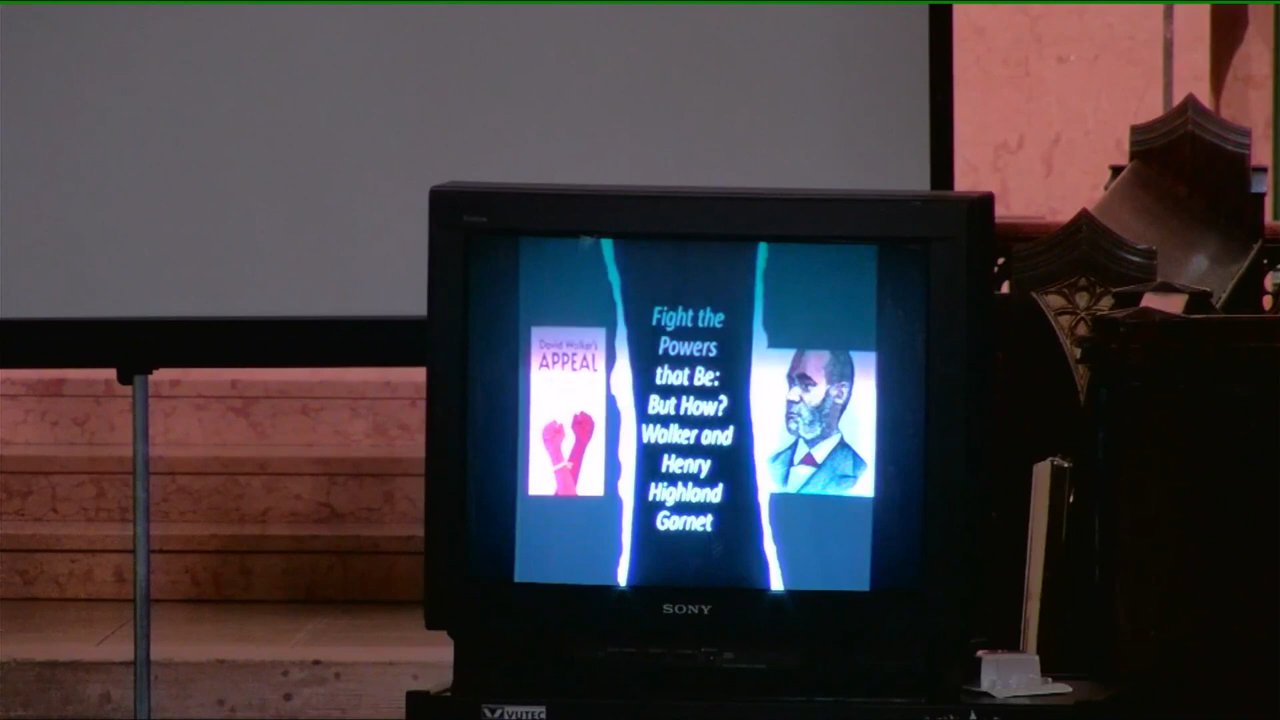 David Walker's
APPEAL
Fight the
Powers
that Be:
But How?
Walker and
Henry
Highland
Garnet
SONY
VUTEC